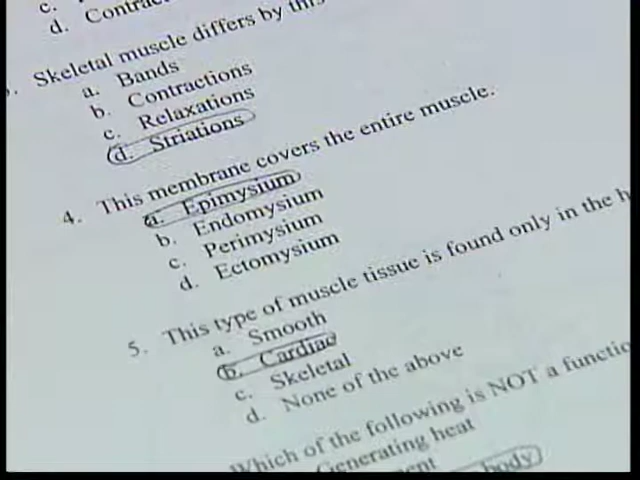 c.
d. Contrac
Skeletal muscle differs by this
a. Bands
b. Contractions
c. Relaxations
d. Striations
4. This membrane covers the entire muscle.
a. Epimysium
b. Endomysium
c. Perimysium
d. Ectomysium
5. This type of muscle tissue is found only in the h
a. Smooth
b. Cardiac
c. Skeletal
d. None of the above
Which of the following is NOT a functio
Generating heat
body